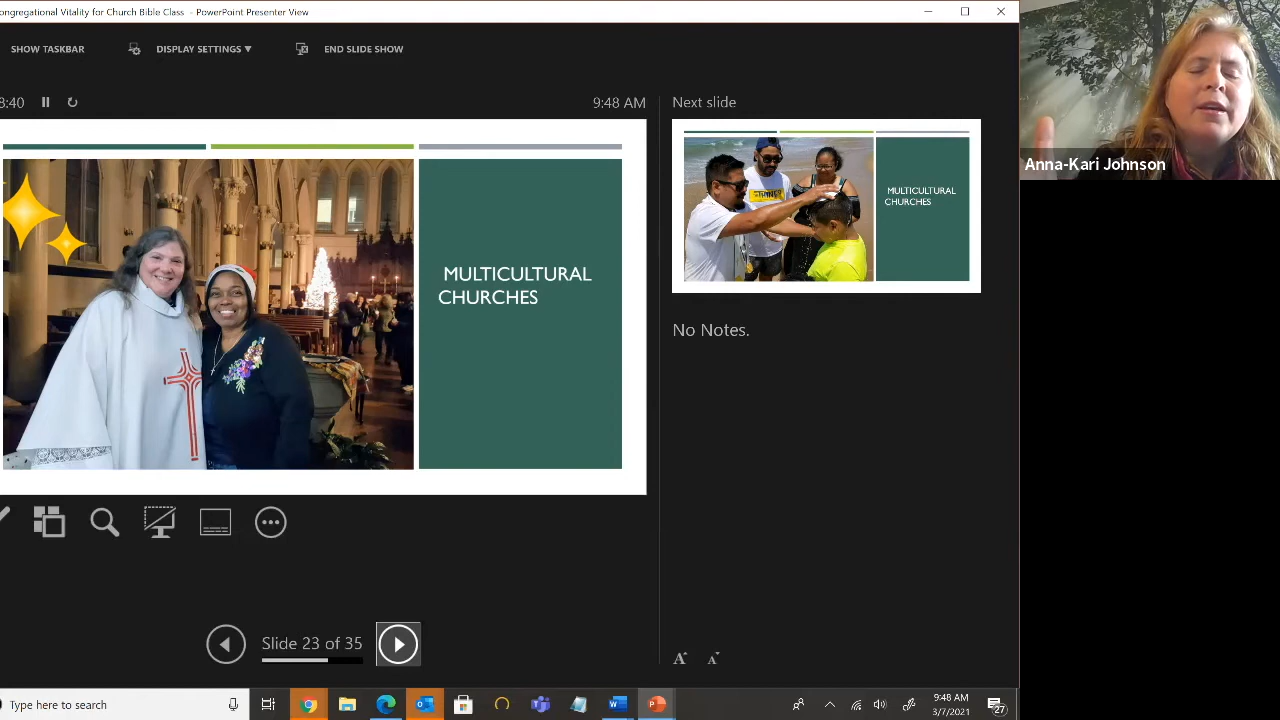 ongregational Vitality for Church Bible Class - PowerPoint Presenter View
SHOW TASKBAR
DISPLAY SETTINGS ▼
END SLIDE SHOW
8:40
9:48 AM
Next slide
MULTICULTURAL
CHURCHES
MULTICULTURAL
CHURCHES
No Notes.
Anna-Kari Johnson
Slide 23 of 35
A
A
Type here to search
9:48 AM
3/7/2021
27